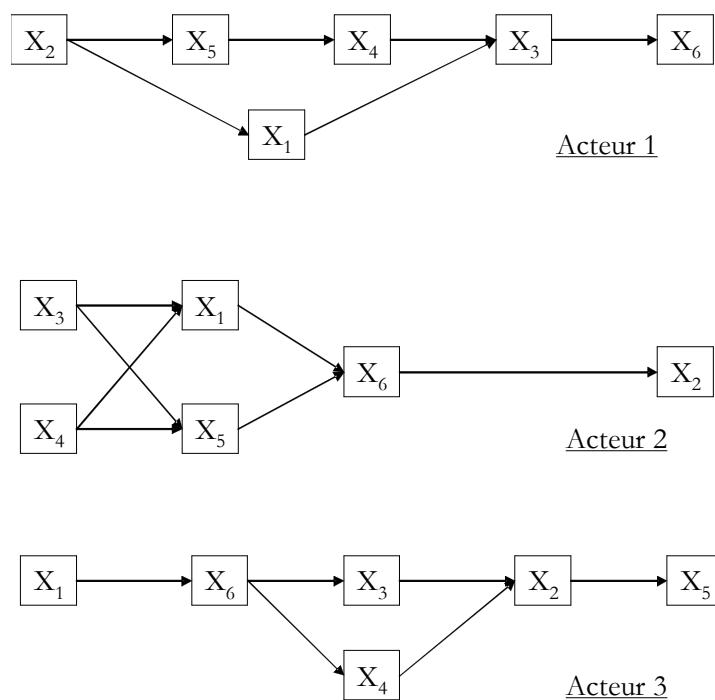 X₂ X₅ X₄ X₃ X₆
X₁
Acteur 1
X₃ X₁
X₆ X₂
X₄ X₅
Acteur 2
X₁ X₆ X₃ X₂ X₅
X₄
Acteur 3